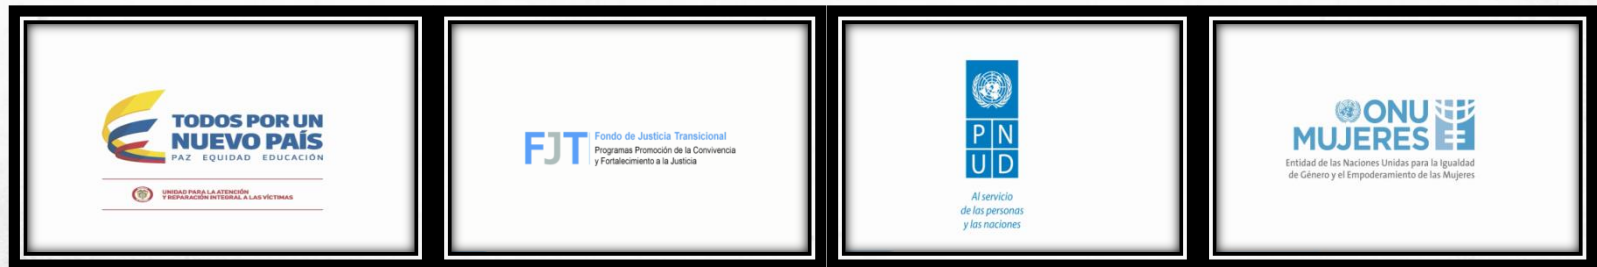 TODOS POR UN
NUEVO PAÍS
PAZ EQUIDAD EDUCACIÓN
UNIDAD PARA LA ATENCIÓN
Y REPARACIÓN INTEGRAL A LAS VÍCTIMAS
FJT
Fondo de Justicia Transicional
Programas Promoción de la Convivencia
y Fortalecimiento a la Justicia
P N
U D
Al servicio
de las personas
y las naciones
ONU
MUJERES
Entidad de las Naciones Unidas para la Igualdad
de Género y el Empoderamiento de las Mujeres